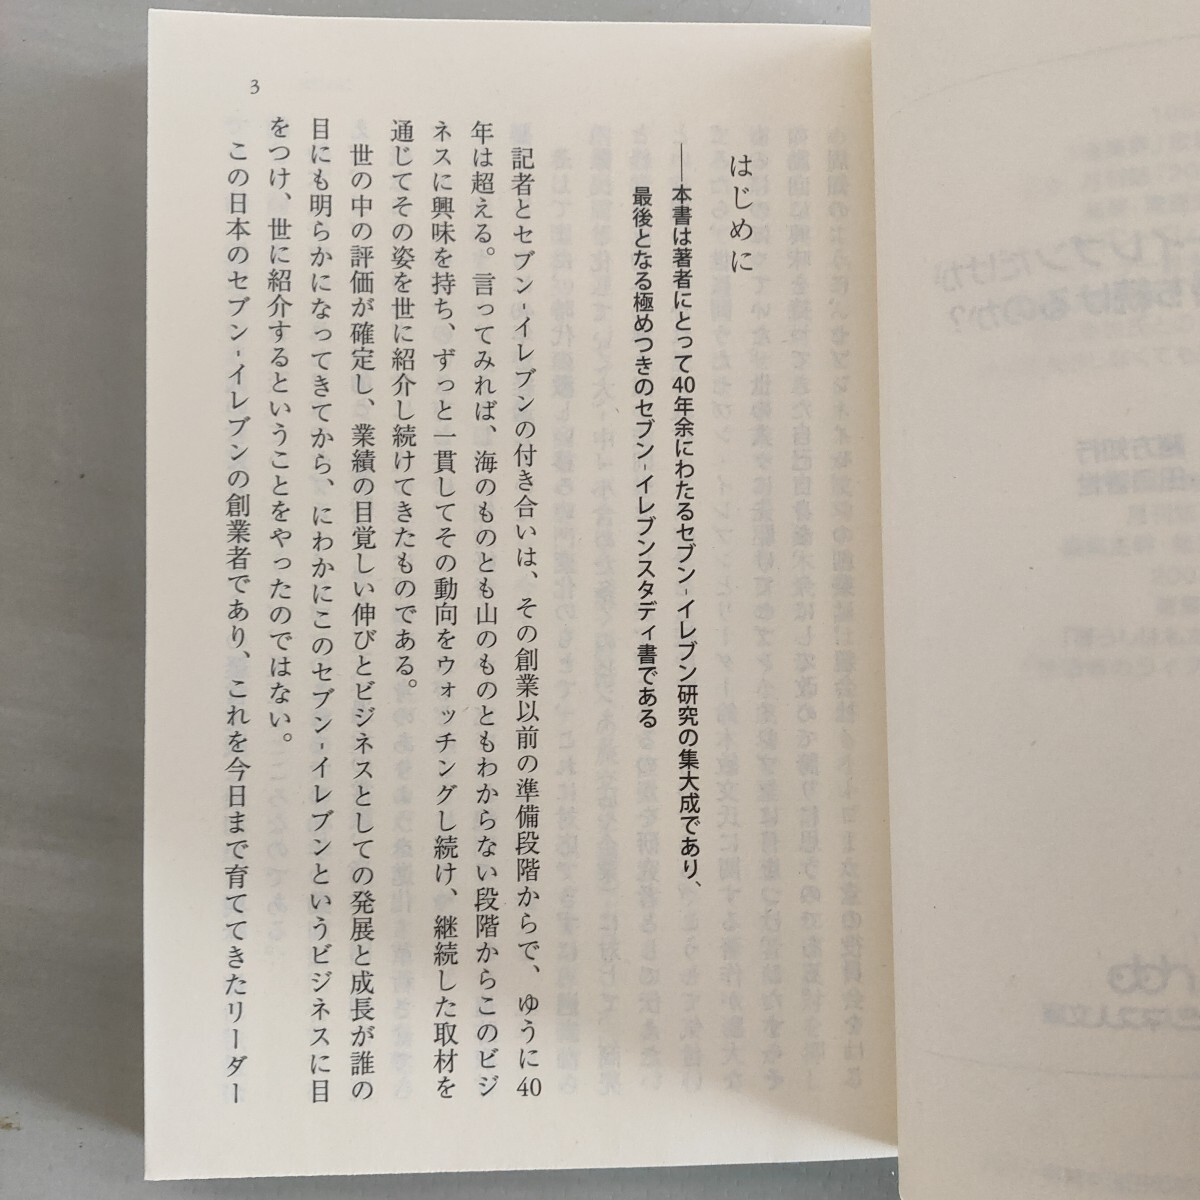 はじめに
――本書は著者にとって40年余にわたるセブン‐イレブン研究の集大成であり、
最後となる極めつきのセブン‐イレブンスタディ書である
記者とセブン‐イレブンの付き合いは、その創業以前の準備段階からで、ゆうに40
年は超える。言ってみれば、海のものとも山のものともわからない段階からこのビジ
ネスに興味を持ち、ずっと一貫してその動向をウォッチングし続け、継続した取材を
通じてその姿を世に紹介し続けてきたものである。
世の中の評価が確定し、業績の目覚しい伸びとビジネスとしての発展と成長が誰の
目にも明らかになってきてから、にわかにこのセブン‐イレブンというビジネスに目
をつけ、世に紹介するということをやったのではない。
この日本のセブン‐イレブンの創業者であり、これを今日まで育ててきたリーダー
3